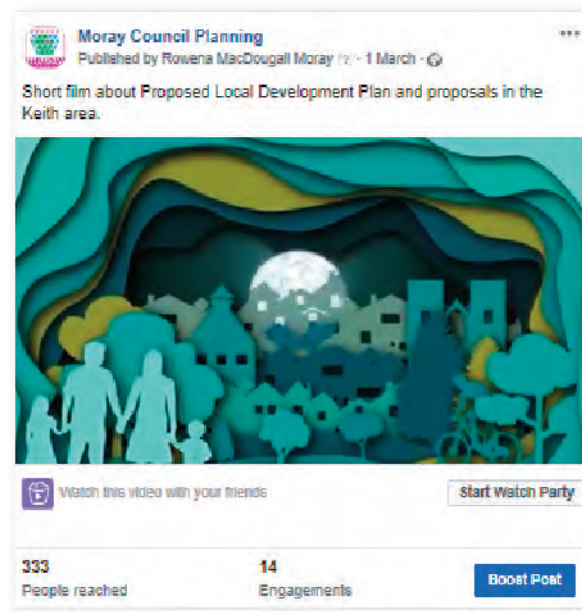 Moray Council Planning
Published by Rowena MacDougall Moray [?] · 1 March ·
Short film about Proposed Local Development Plan and proposals in the
Keith area.
Watch this video with your friends
Start Watch Party
333
People reached
14
Engagements
Boost Post